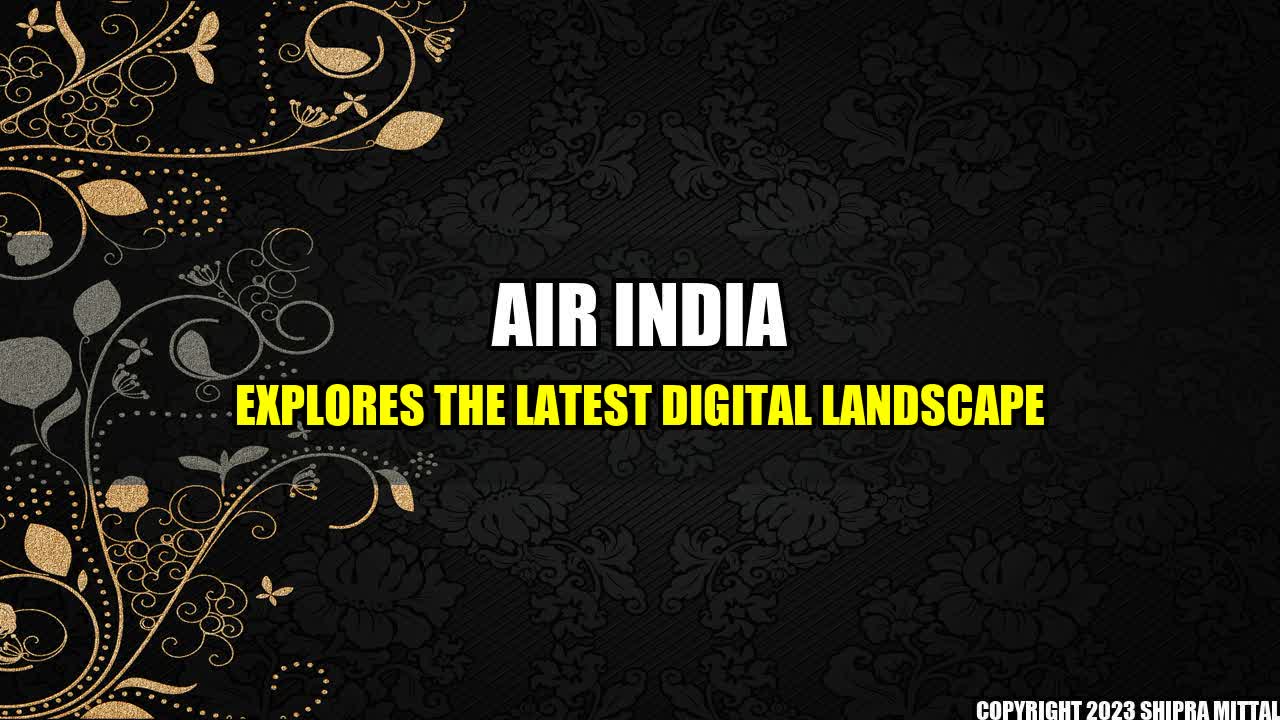 AIR INDIA
EXPLORES THE LATEST DIGITAL LANDSCAPE
COPYRIGHT 2023 SHIPRA MITTAL